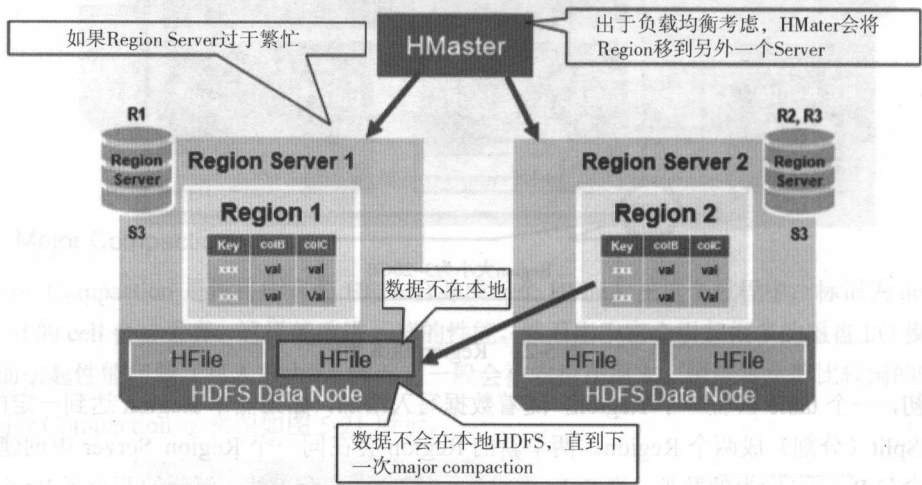 如果Region Server过于繁忙
HMaster
出于负载均衡考虑，HMater会将
Region移到另外一个Server
R1
Region
Server
S3
R2, R3
Region
Server
S3
Region Server 1
Region 1
Key colB colC
xxx val val
xxx val Val
Region Server 2
Region 2
Key colB colC
xxx val val
xxx val Val
数据不在本地
HFile
HFile
HDFS Data Node
HFile
HFile
HDFS Data Node
数据不会在本地HDFS，直到下
一次major compaction